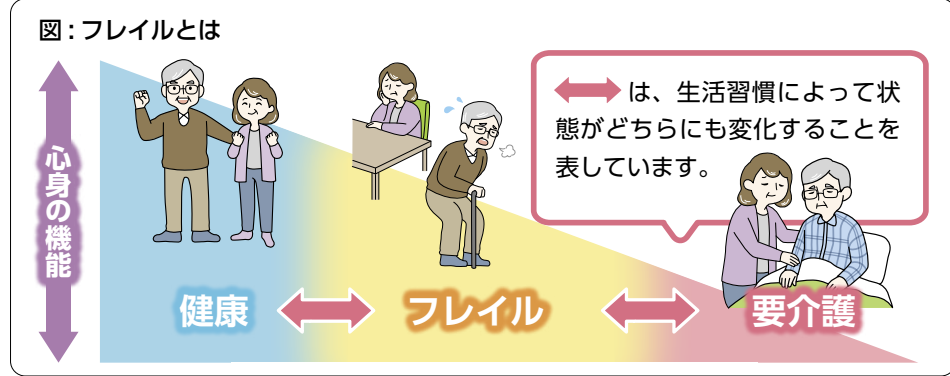 図：フレイルとは
心身の機能
は、生活習慣によって状
態がどちらにも変化することを
表しています。
健康
フレイル
要介護